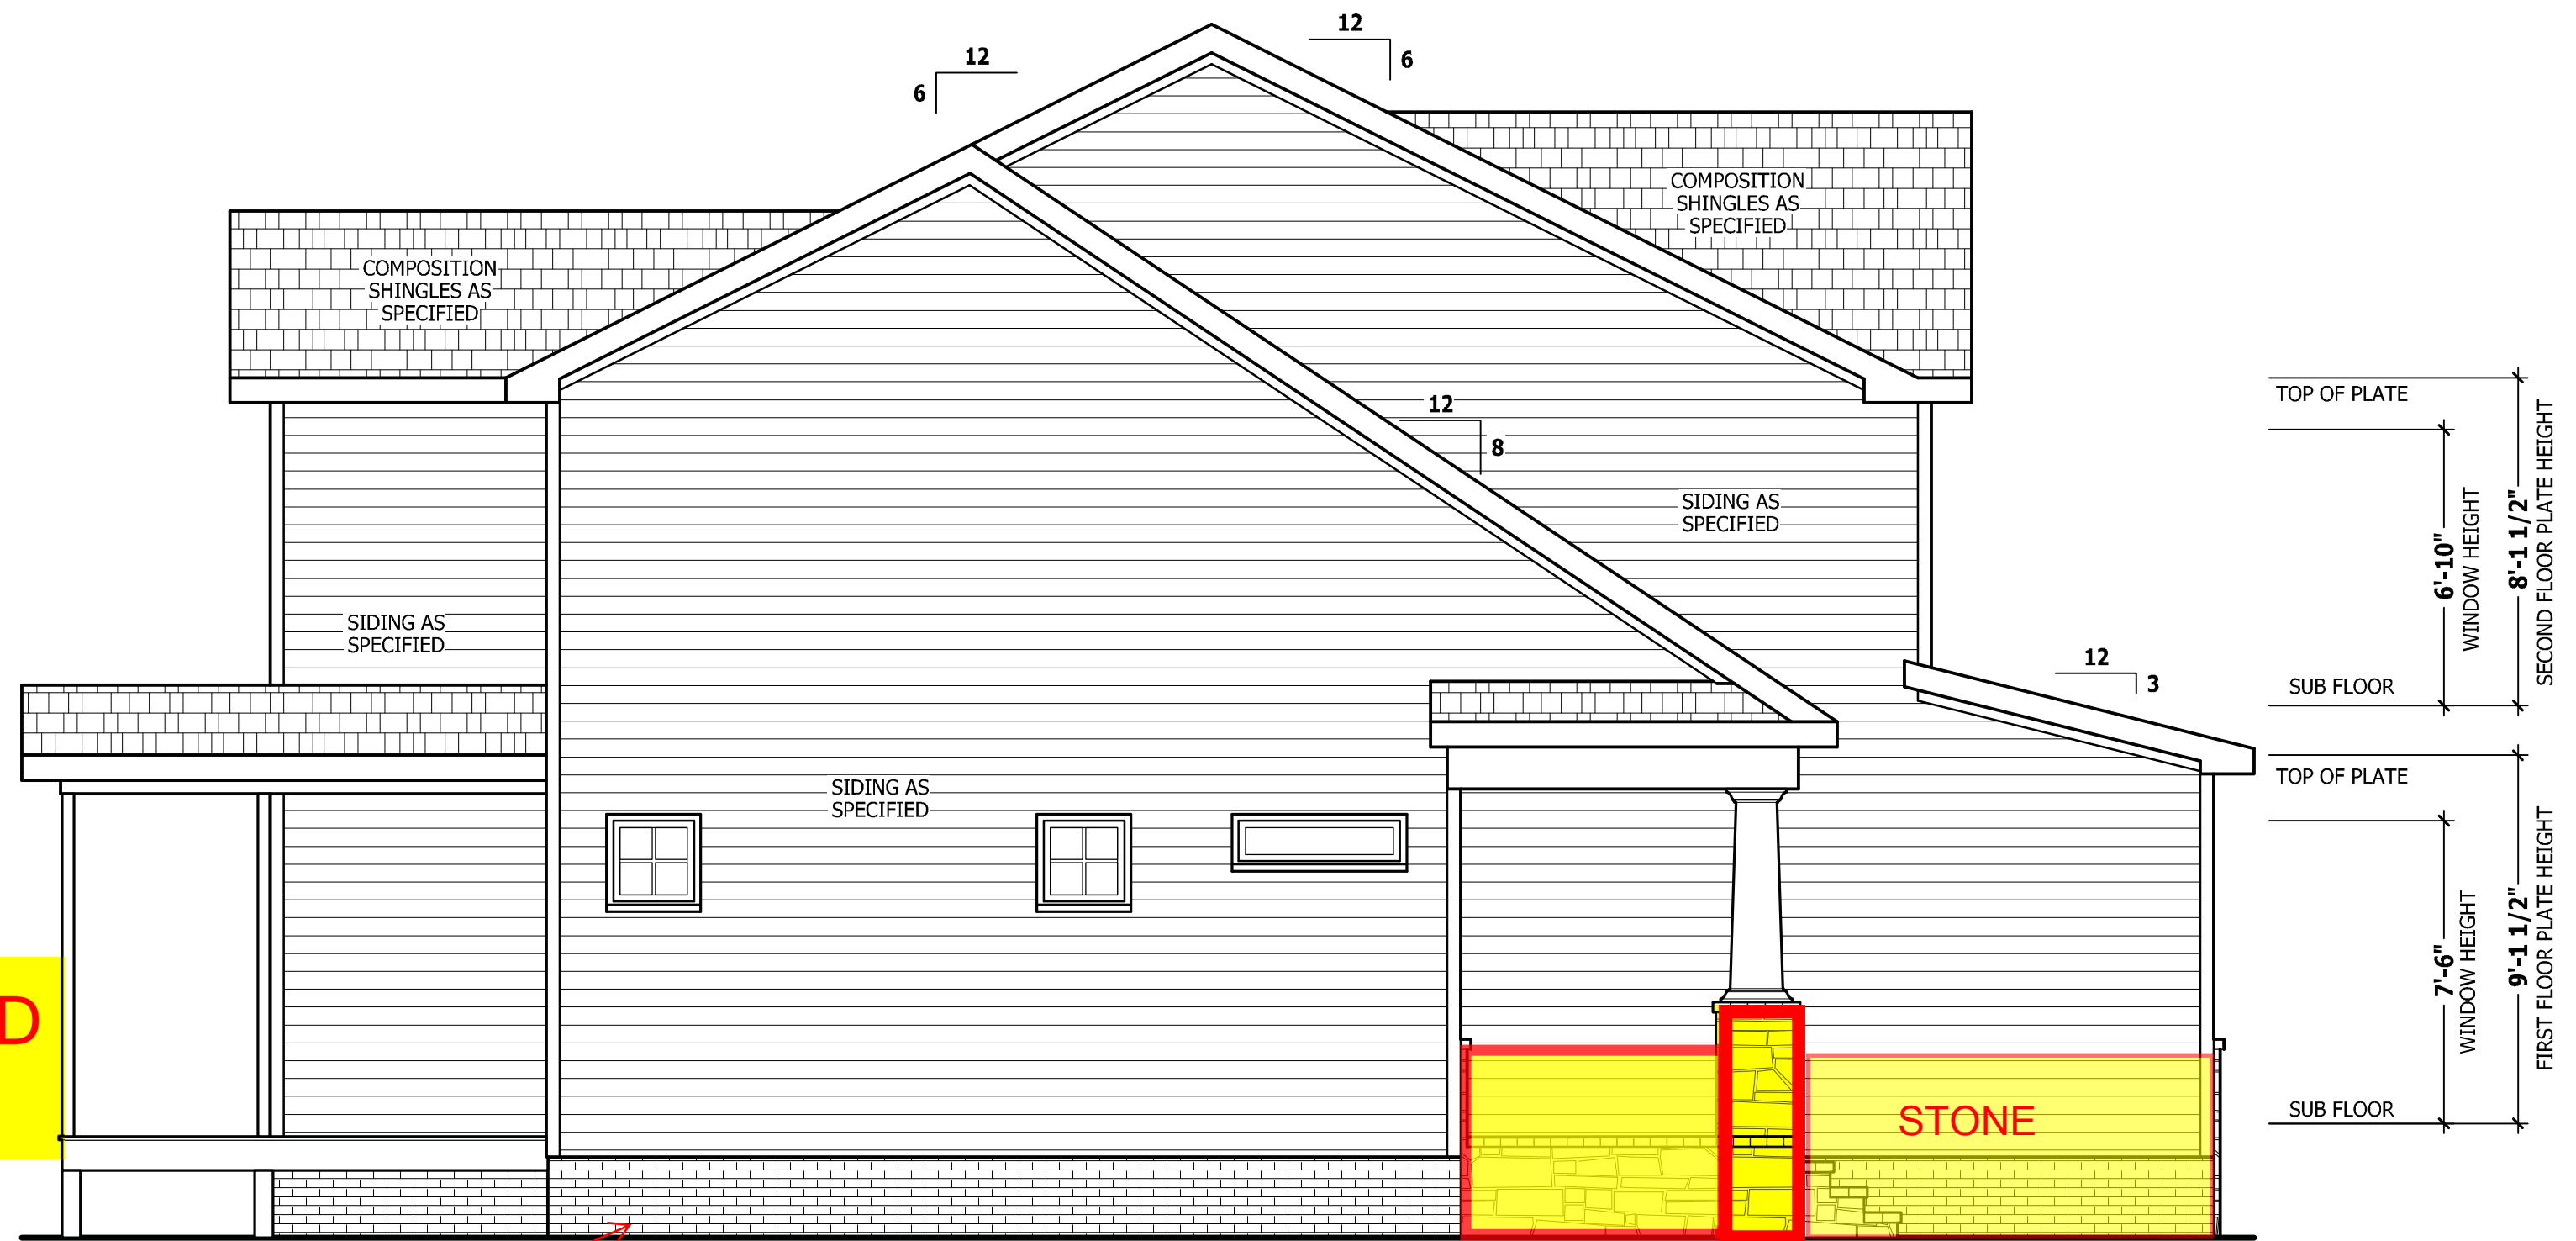 12
6
12
6
COMPOSITION
SHINGLES AS
SPECIFIED
COMPOSITION
SHINGLES AS
SPECIFIED
12
8
SIDING AS
SPECIFIED
SIDING AS
SPECIFIED
SIDING AS
SPECIFIED
12
3
TOP OF PLATE
6'-10"
WINDOW HEIGHT
8'-1 1/2"
SECOND FLOOR PLATE HEIGHT
SUB FLOOR
TOP OF PLATE
7'-6"
WINDOW HEIGHT
9'-1 1/2"
FIRST FLOOR PLATE HEIGHT
SUB FLOOR
D
STONE